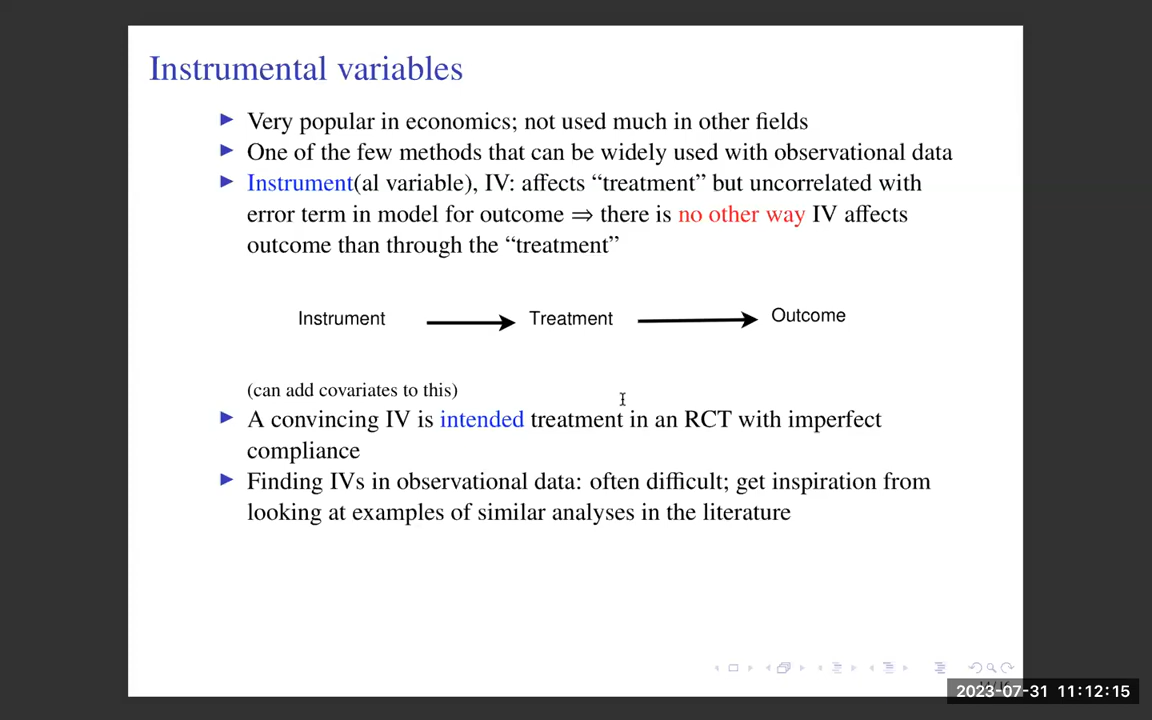 Instrumental variables
Very popular in economics; not used much in other fields
One of the few methods that can be widely used with observational data
Instrument(al variable), IV: affects “treatment” but uncorrelated with
error term in model for outcome ⇒ there is no other way IV affects
outcome than through the “treatment”
Instrument Treatment Outcome
(can add covariates to this)
A convincing IV is intended treatment in an RCT with imperfect
compliance
Finding IVs in observational data: often difficult; get inspiration from
looking at examples of similar analyses in the literature
2023-07-31 11:12:15